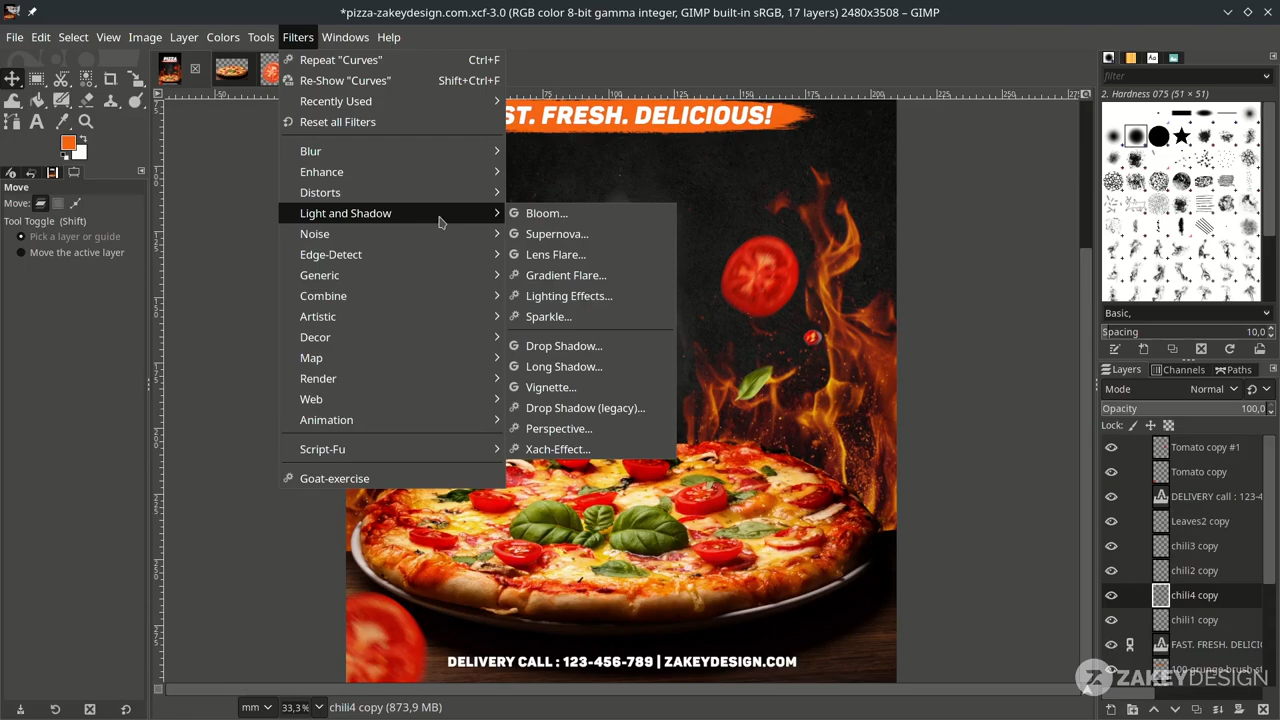 *pizza-zakeydesign.com.xcf-3.0 (RGB color 8-bit gamma integer, GIMP built-in sRGB, 17 layers) 2480x3508 – GIMP
File Edit Select View Image Layer Colors Tools Filters Windows Help
Repeat "Curves" Ctrl+F
Re-Show "Curves" Shift+Ctrl+F
Recently Used
Reset all Filters
Blur
Enhance
Distorts
Light and Shadow
Noise
Edge-Detect
Generic
Combine
Artistic
Decor
Map
Render
Web
Animation
Script-Fu
Goat-exercise
Bloom...
Supernova...
Lens Flare...
Gradient Flare...
Lighting Effects...
Sparkle...
Drop Shadow...
Long Shadow...
Vignette...
Drop Shadow (legacy)...
Perspective...
Xach-Effect...
Move
Move:
Tool Toggle (Shift)
Pick a layer or guide
Move the active layer
ST. FRESH. DELICIOUS!
DELIVERY CALL : 123-456-789 | ZAKEYDESIGN.COM
filter
2. Hardness 075 (51 × 51)
Basic,
Spacing 10,0
Layers Channels Paths
Mode Normal
Opacity 100,0
Lock:
Tomato copy #1
Tomato copy
DELIVERY call : 123-4
Leaves2 copy
chili3 copy
chili2 copy
chili4 copy
chili1 copy
FAST. FRESH. DELICI
100 grunge brush st
ZAKEYDESIGN
mm 33,3% chili4 copy (873,9 MB)